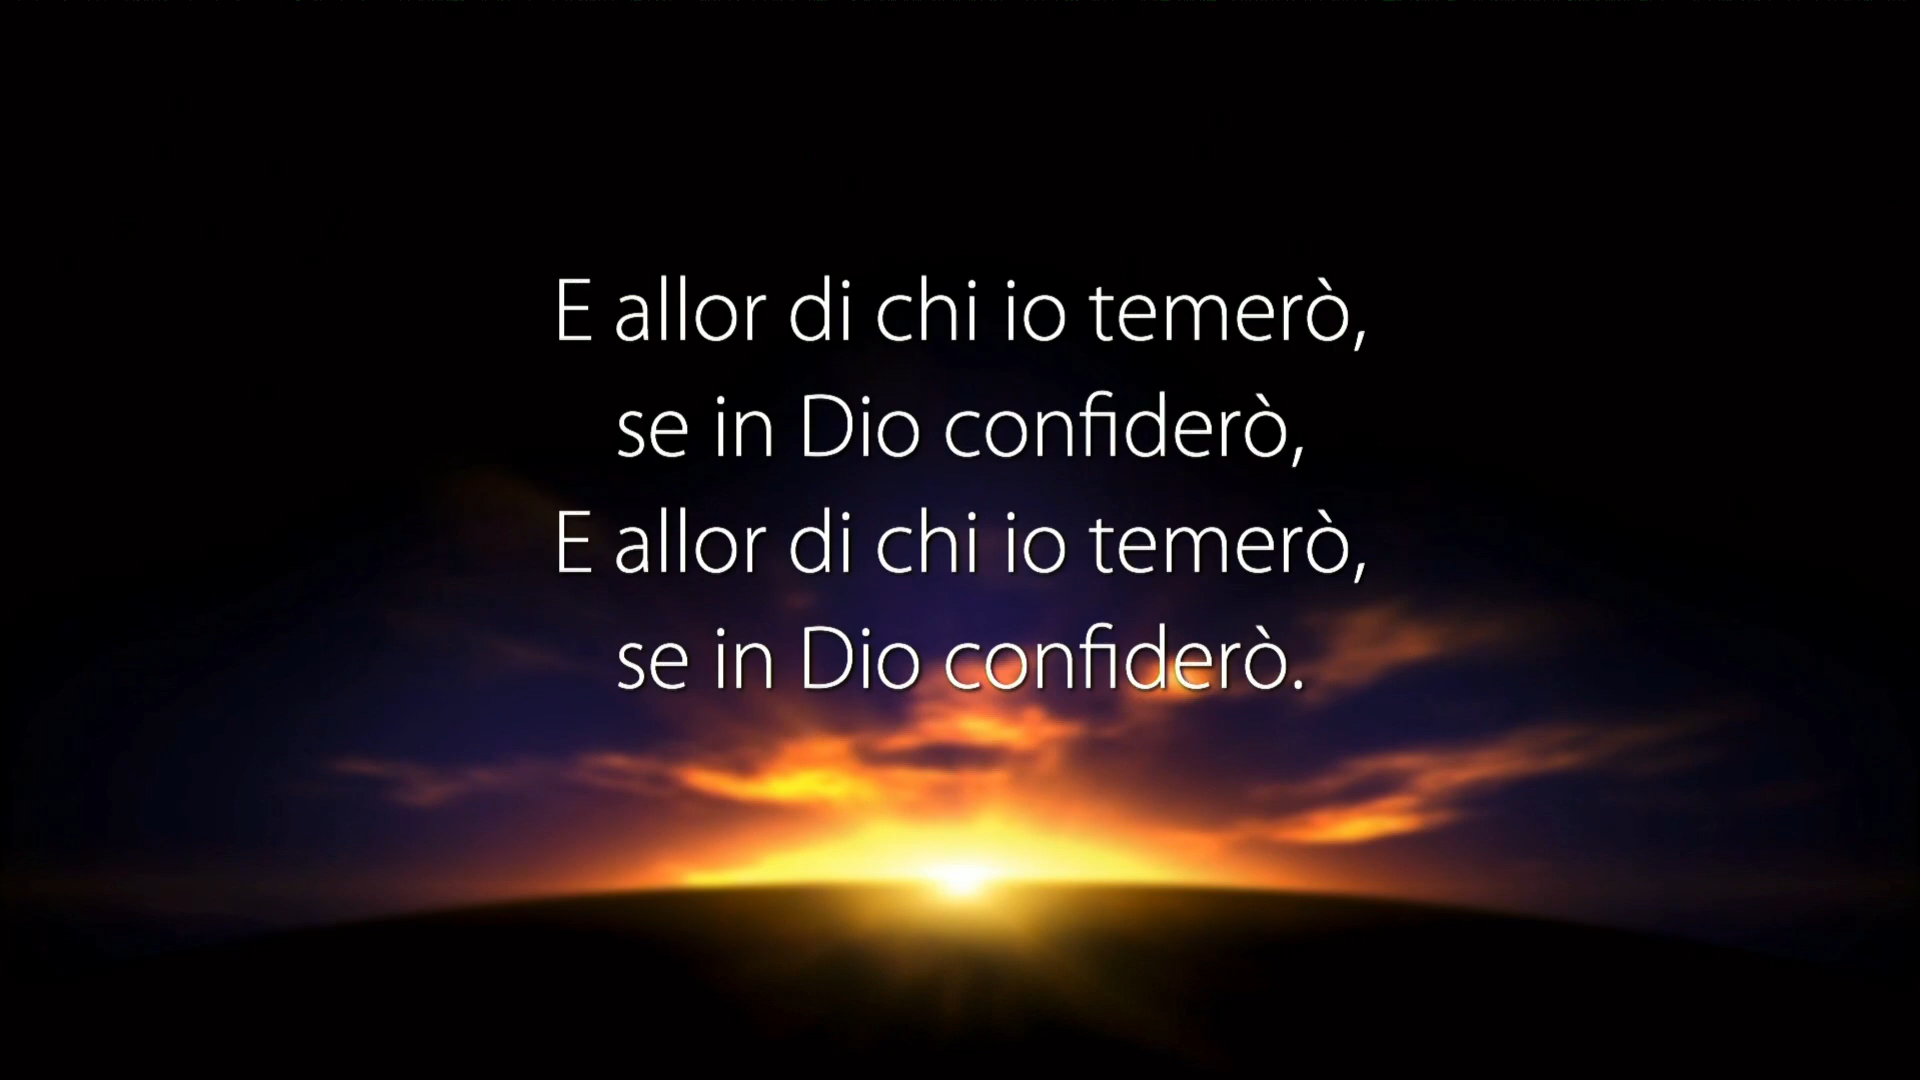 E allor di chi io temerò,
se in Dio confiderò,
E allor di chi io temerò,
se in Dio confiderò.